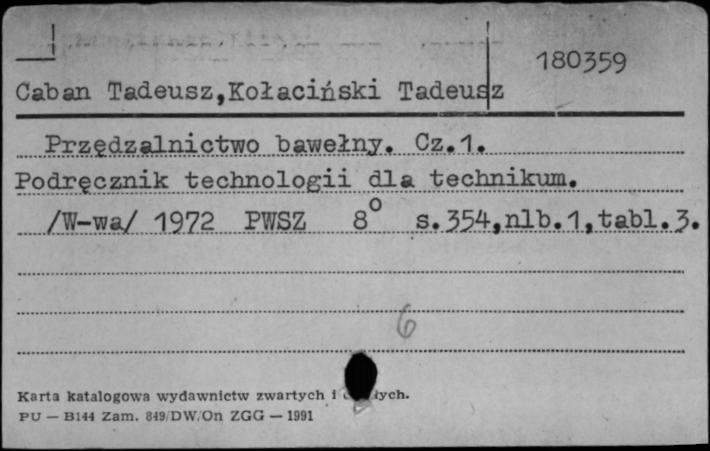 180359
Caban Tadeusz,Kołaciński Tadeusz
Przędzalnictwo bawełny. Cz.1.
Podręcznik technologii dla technikum.
/W-wa/ 1972 PWSZ 8° s.354,nlb.1,tabl.3.
6
Karta katalogowa wydawnictw zwartych i
PU — B144 Zam. 849/DW/On ZGG — 1991